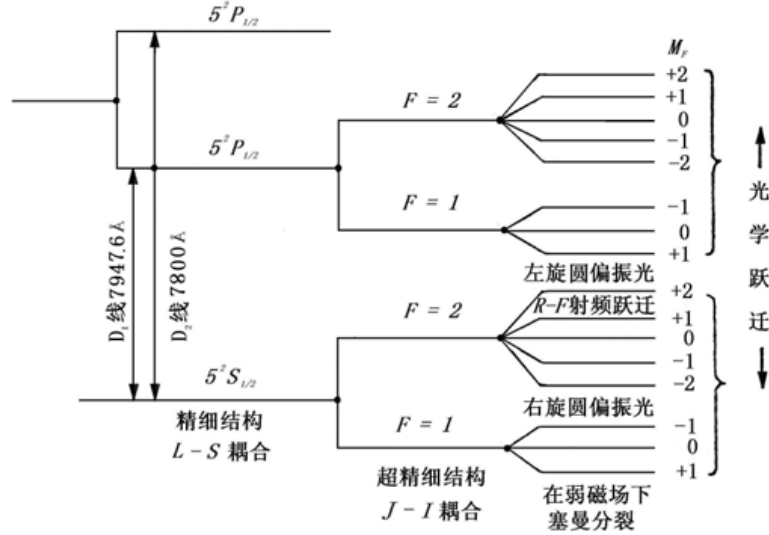 5²P₁/₂
M_F
+2
F = 2
+1
0
5²P₁/₂
-1
-2
F = 1
-1
0
+1
光学跃迁
D₁线7947.6Å
D₂线7800Å
左旋圆偏振光
+2
F = 2
R-F射频跃迁
+1
0
-1
5²S₁/₂
-2
右旋圆偏振光
精细结构
F = 1
-1
L-S 耦合
0
+1
超精细结构
在弱磁场下
J-I 耦合
塞曼分裂